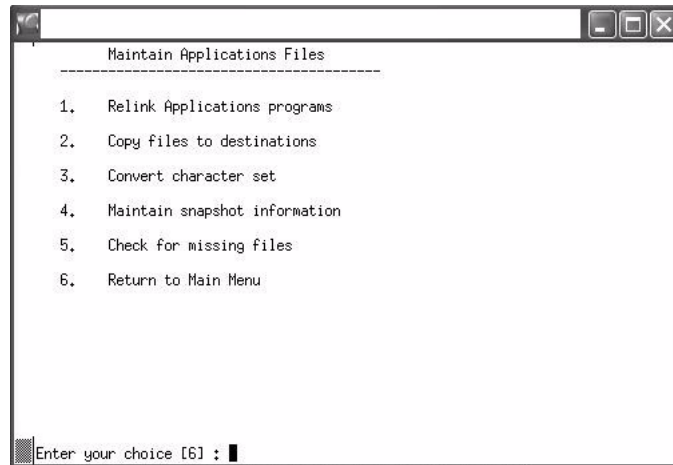 Maintain Applications Files
----------------------------------------
1. Relink Applications programs
2. Copy files to destinations
3. Convert character set
4. Maintain snapshot information
5. Check for missing files
6. Return to Main Menu
Enter your choice [6] :